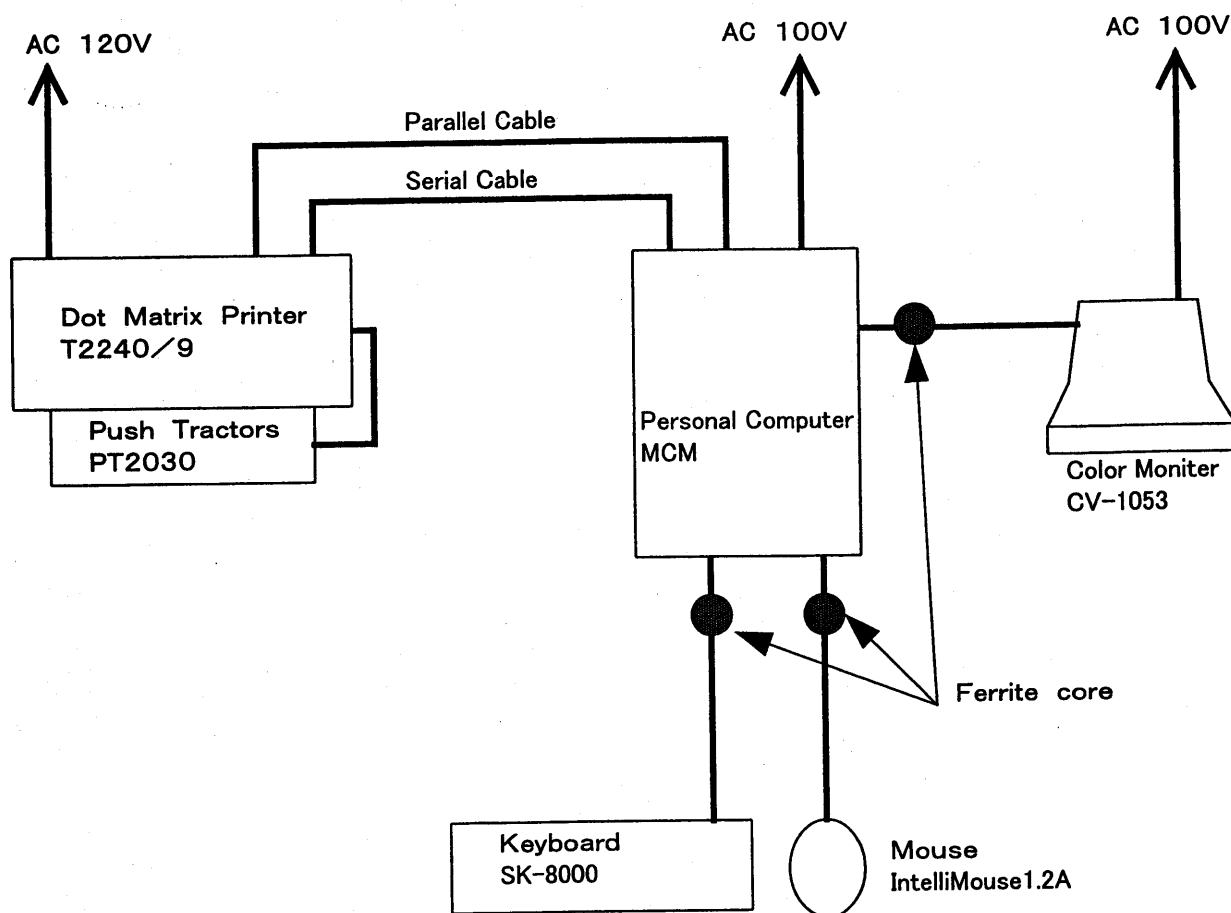 AC 120V
AC 100V
AC 100V
Parallel Cable
Serial Cable
Dot Matrix Printer
T2240/9
Push Tractors
PT2030
Personal Computer
MCM
Color Moniter
CV-1053
Ferrite core
Keyboard
SK-8000
Mouse
IntelliMouse1.2A